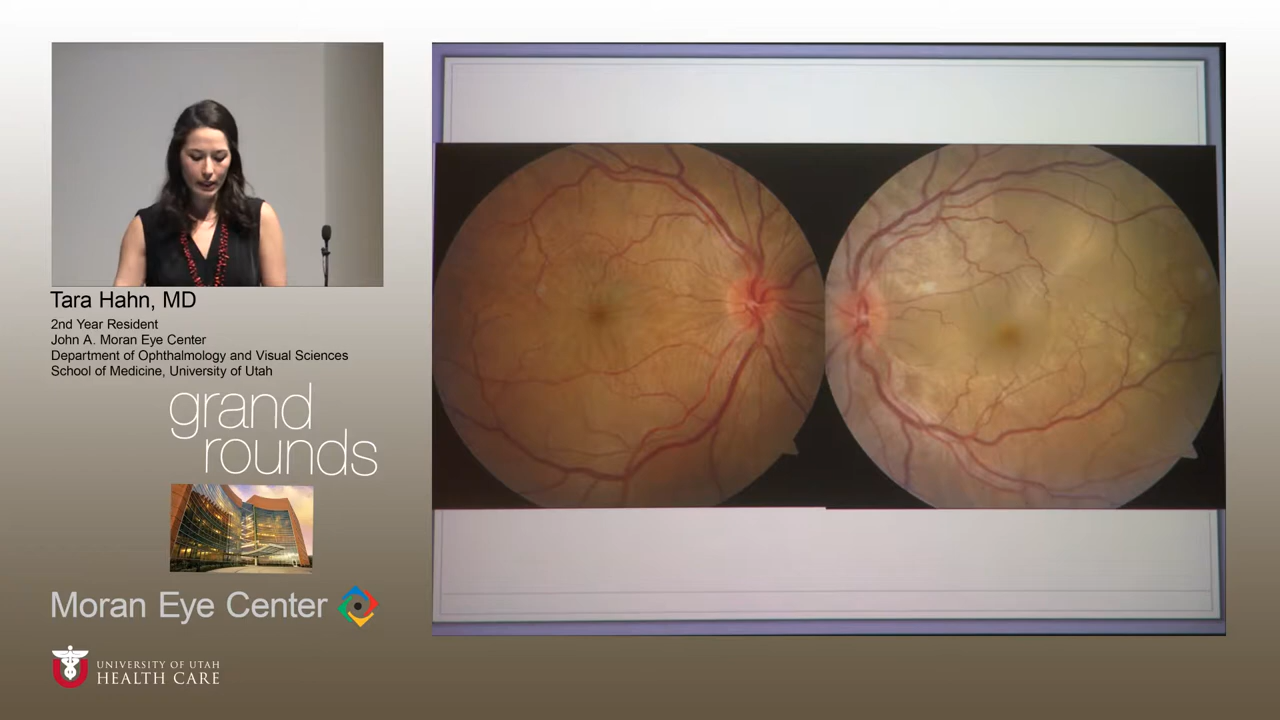 Tara Hahn, MD
2nd Year Resident
John A. Moran Eye Center
Department of Ophthalmology and Visual Sciences
School of Medicine, University of Utah
grand
rounds
Moran Eye Center
U
UNIVERSITY OF UTAH
HEALTH CARE